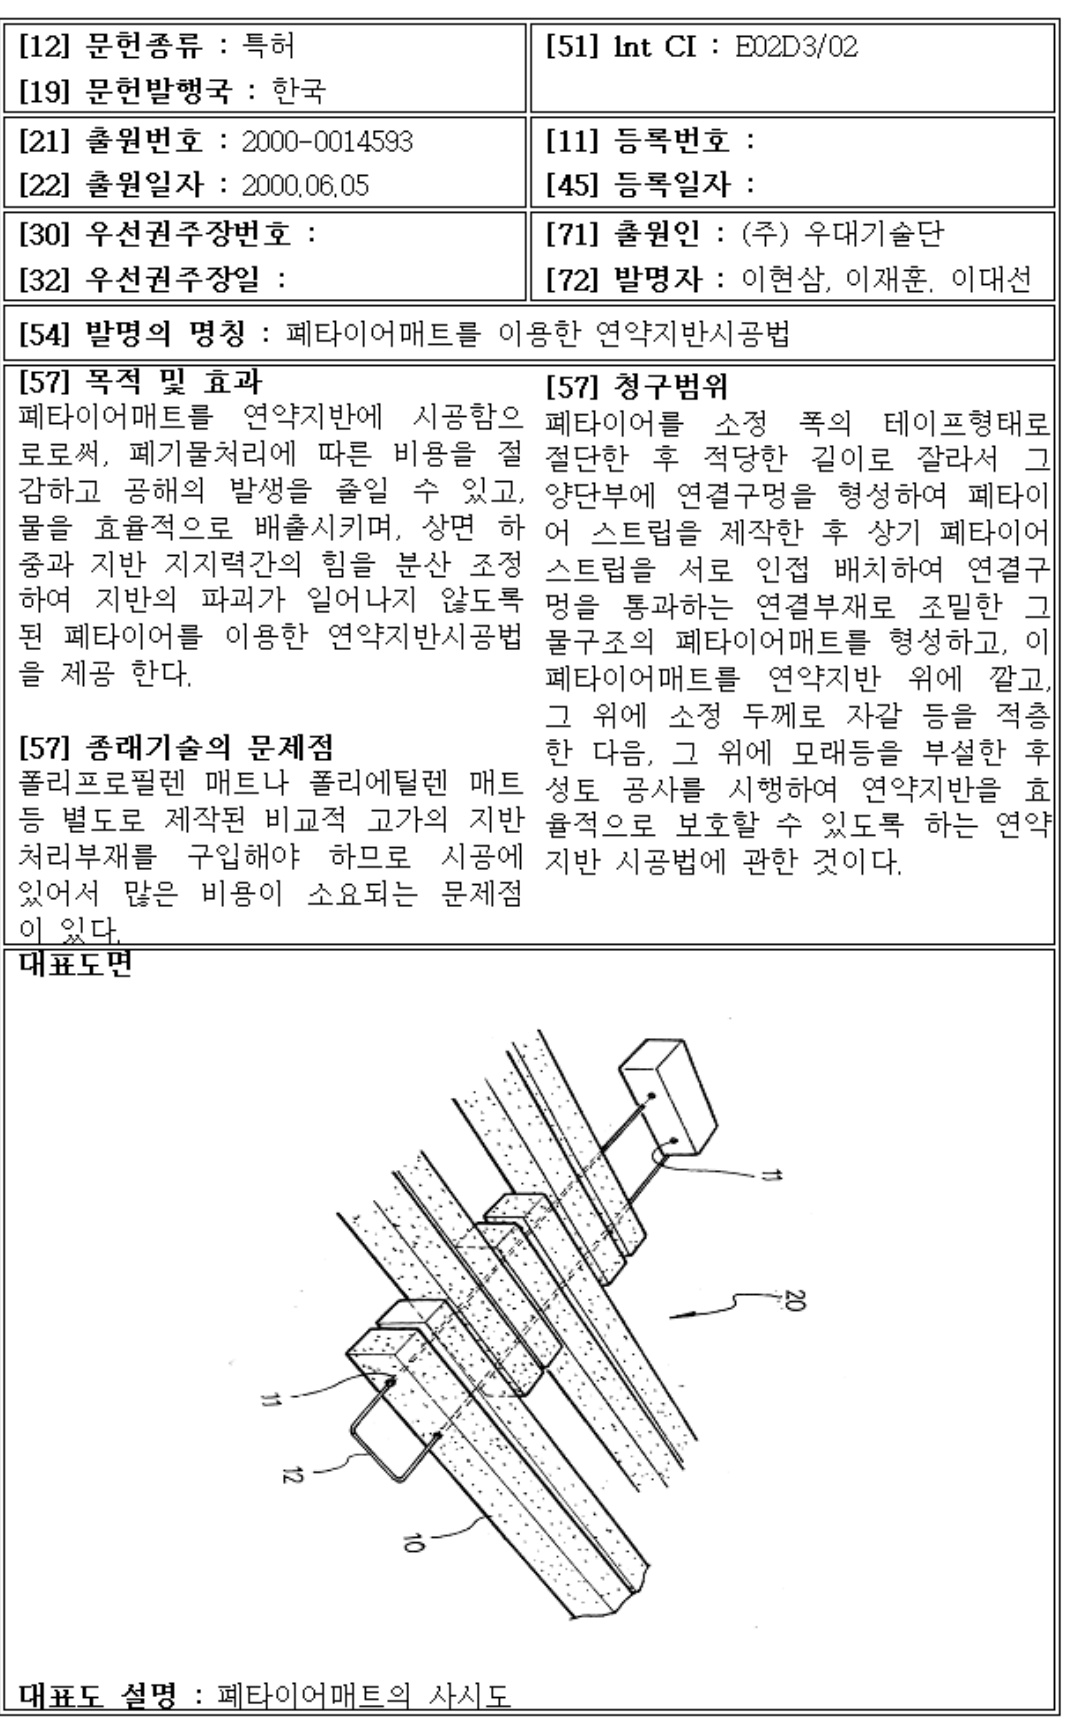 [12] 문헌종류 : 특허
[19] 문헌발행국 : 한국
[51] Int CI : E02D3/02
[21] 출원번호 : 2000-0014593
[22] 출원일자 : 2000.06.05
[11] 등록번호 :
[45] 등록일자 :
[30] 우선권주장번호 :
[32] 우선권주장일 :
[71] 출원인 : (주) 우대기술단
[72] 발명자 : 이현삼, 이재훈, 이대선
[54] 발명의 명칭 : 폐타이어매트를 이용한 연약지반시공법
[57] 목적 및 효과
폐타이어매트를 연약지반에 시공함으
로로써, 폐기물처리에 따른 비용을 절
감하고 공해의 발생을 줄일 수 있고,
물을 효율적으로 배출시키며, 상면 하
중과 지반 지지력간의 힘을 분산 조정
하여 지반의 파괴가 일어나지 않도록
된 폐타이어를 이용한 연약지반시공법
을 제공 한다.
[57] 종래기술의 문제점
폴리프로필렌 매트나 폴리에틸렌 매트
등 별도로 제작된 비교적 고가의 지반
처리부재를 구입해야 하므로 시공에
있어서 많은 비용이 소요되는 문제점
이 있다.
[57] 청구범위
폐타이어를 소정 폭의 테이프형태로
절단한 후 적당한 길이로 잘라서 그
양단부에 연결구멍을 형성하여 폐타이
어 스트립을 제작한 후 상기 폐타이어
스트립을 서로 인접 배치하여 연결구
멍을 통과하는 연결부재로 조밀한 그
물구조의 폐타이어매트를 형성하고, 이
폐타이어매트를 연약지반 위에 깔고,
그 위에 소정 두께로 자갈 등을 적층
한 다음, 그 위에 모래등을 부설한 후
성토 공사를 시행하여 연약지반을 효
율적으로 보호할 수 있도록 하는 연약
지반 시공법에 관한 것이다.
대표도면
11
20
11
12
10
대표도 설명 : 폐타이어매트의 사시도